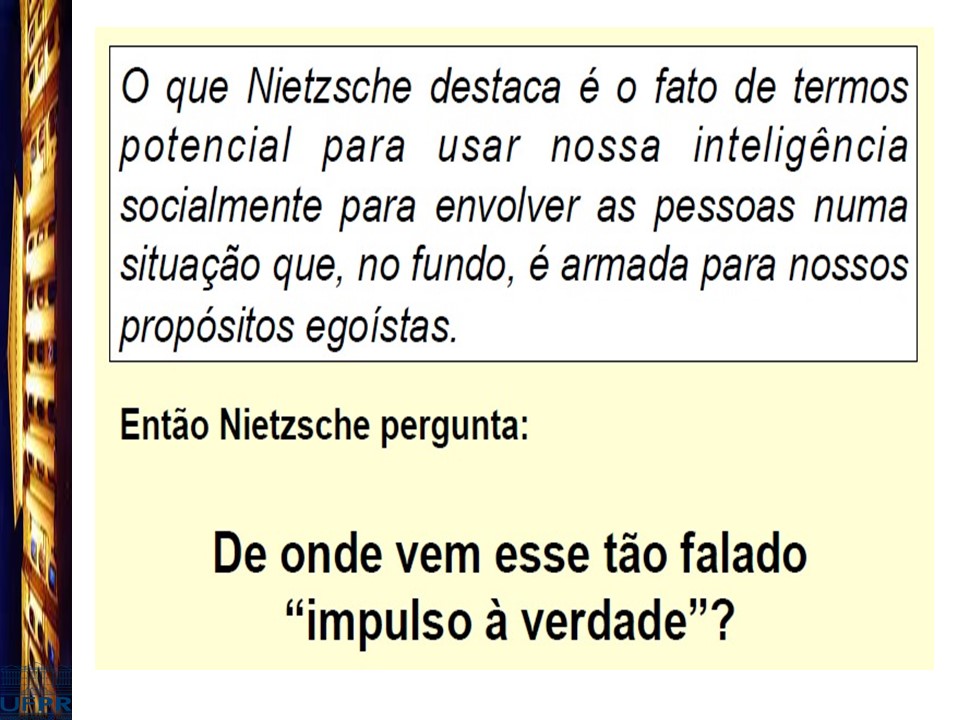 O que Nietzsche destaca é o fato de termos
potencial para usar nossa inteligência
socialmente para envolver as pessoas numa
situação que, no fundo, é armada para nossos
propósitos egoístas.
Então Nietzsche pergunta:
De onde vem esse tão falado
“impulso à verdade”?
UFPR